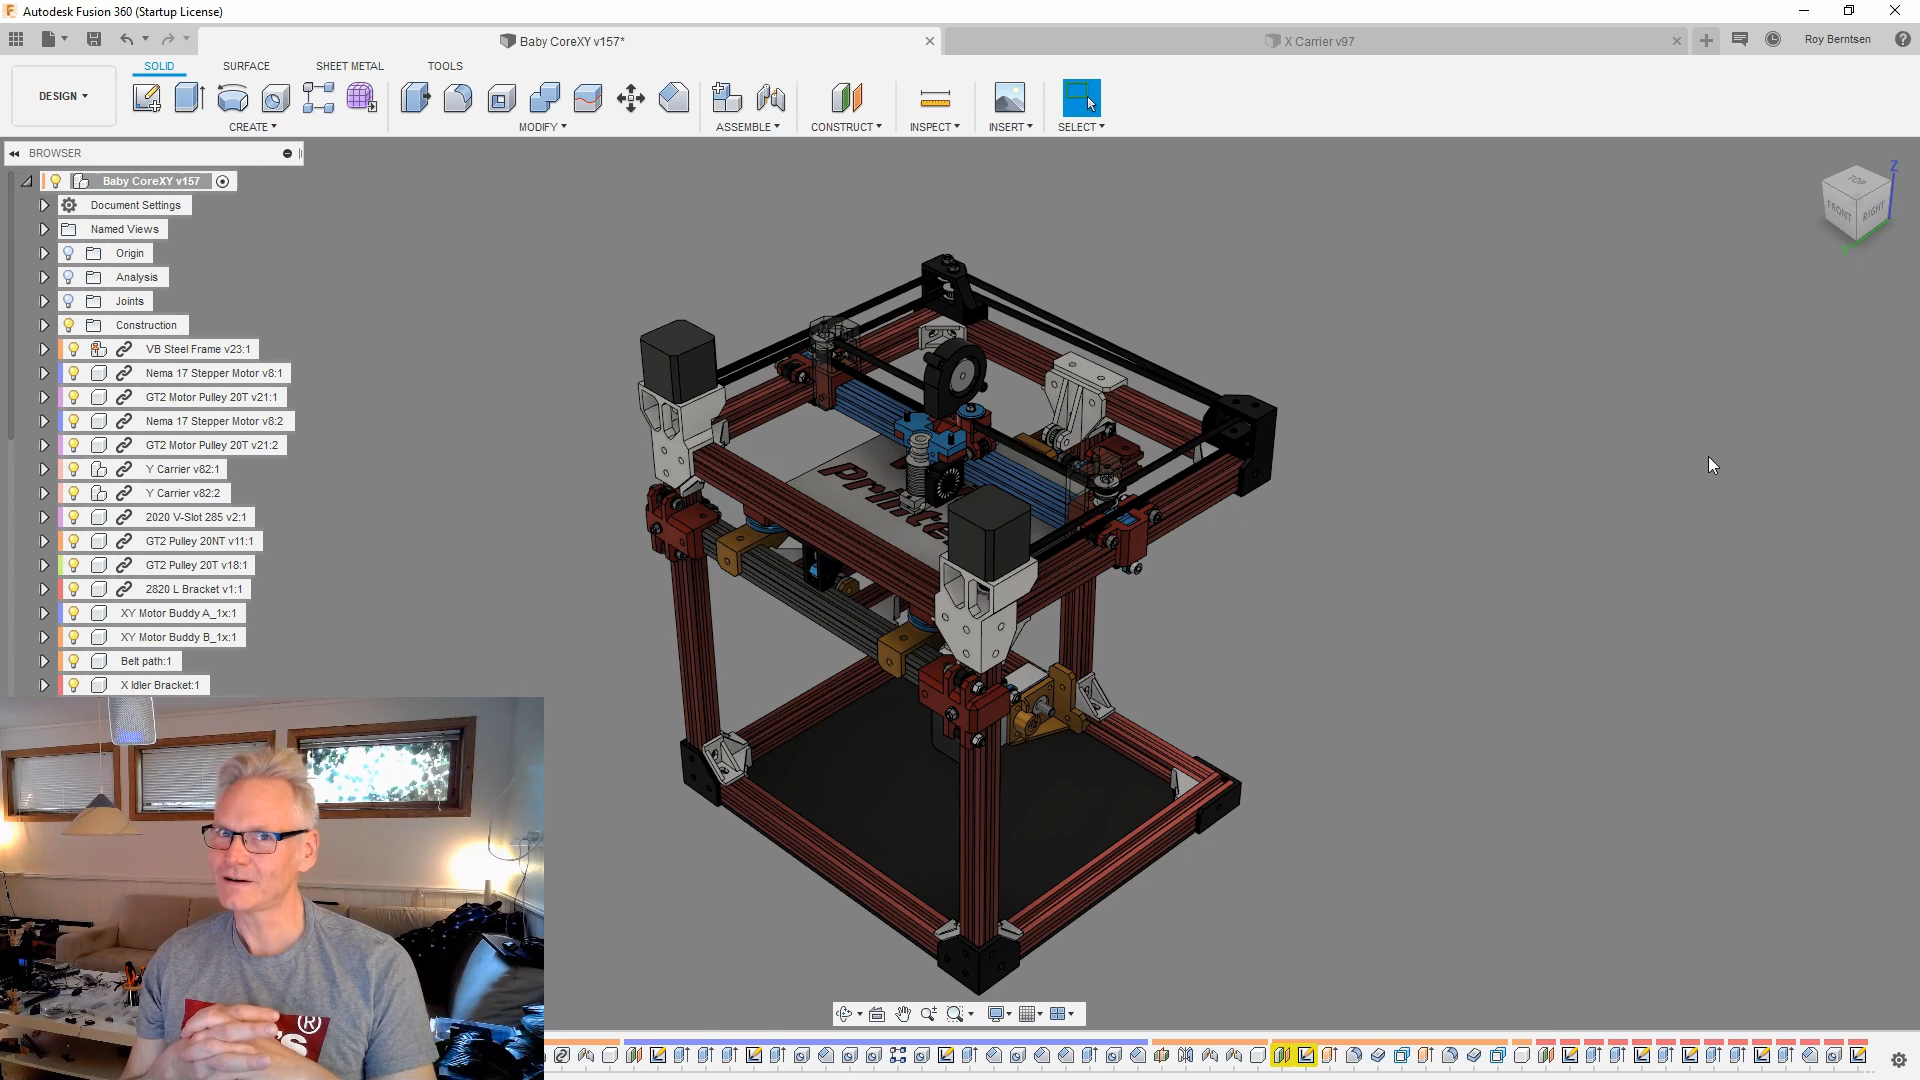 Autodesk Fusion 360 (Startup License)
Baby CoreXY v157*
X Carrier v97
Roy Berntsen
DESIGN
SOLID
SURFACE
SHEET METAL
TOOLS
CREATE
MODIFY
ASSEMBLE
CONSTRUCT
INSPECT
INSERT
SELECT
BROWSER
Baby CoreXY v157
Document Settings
Named Views
Origin
Analysis
Joints
Construction
VB Steel Frame v23:1
Nema 17 Stepper Motor v8:1
GT2 Motor Pulley 20T v21:1
Nema 17 Stepper Motor v8:2
GT2 Motor Pulley 20T v21:2
Y Carrier v82:1
Y Carrier v82:2
2020 V-Slot 285 v2:1
GT2 Pulley 20NT v11:1
GT2 Pulley 20T v18:1
2820 L Bracket v1:1
XY Motor Buddy A_1x:1
XY Motor Buddy B_1x:1
Belt path:1
X Idler Bracket:1
TOP
FRONT
RIGHT
Z